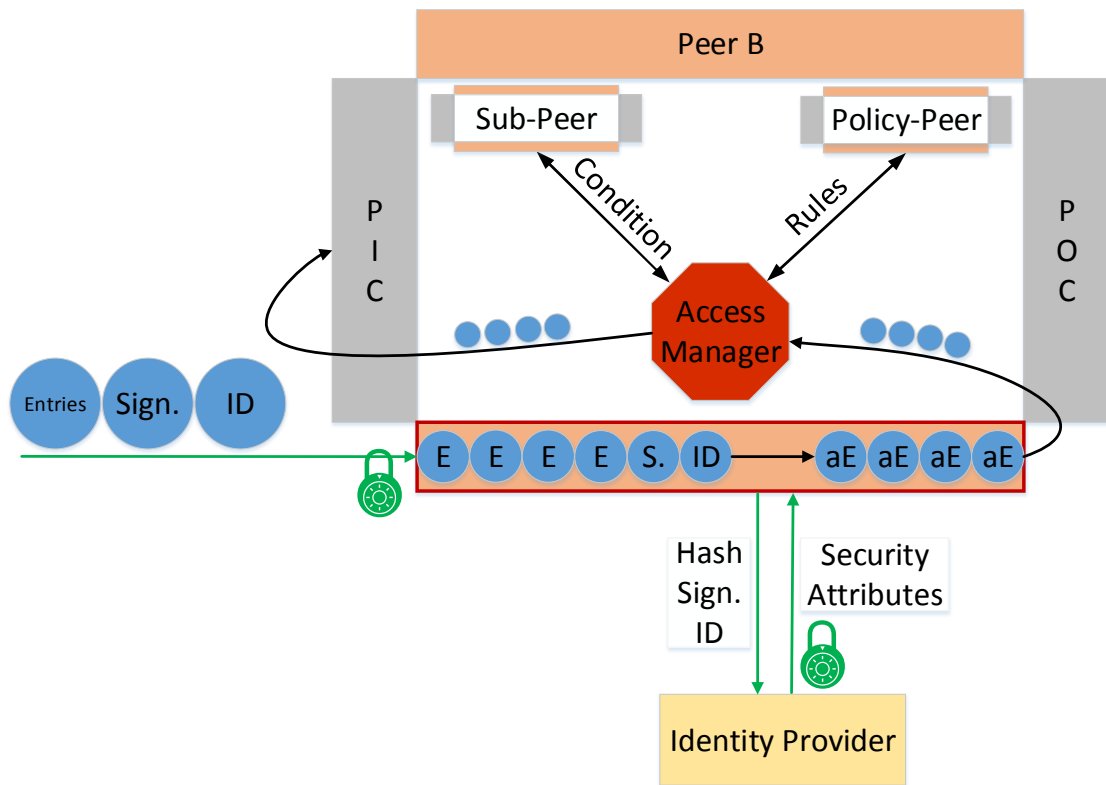 Peer B
Sub-Peer
Policy-Peer
P
I
C
Condition
Rules
P
O
C
Access
Manager
Entries
Sign.
ID
E
E
E
E
S.
ID
aE
aE
aE
aE
Hash
Sign.
ID
Security
Attributes
Identity Provider